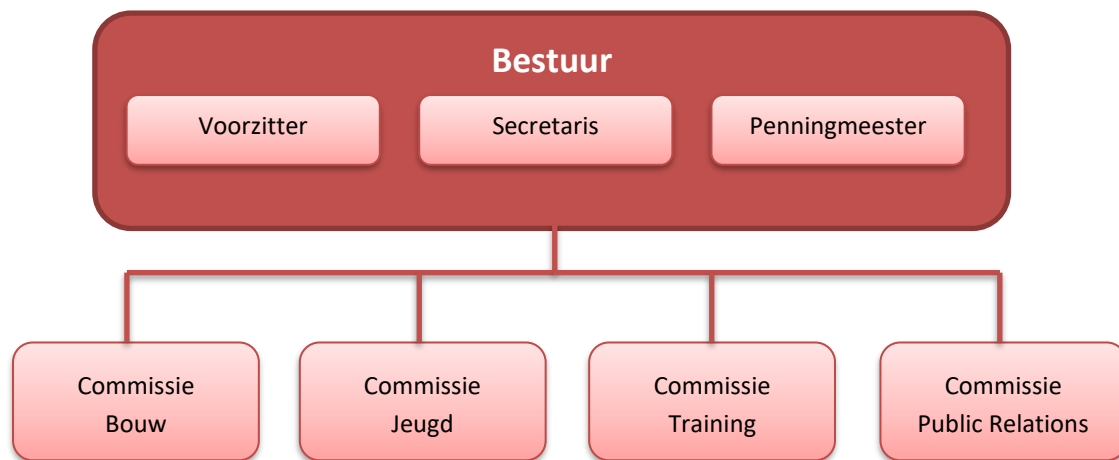 Bestuur
Voorzitter
Secretaris
Penningmeester
Commissie
Bouw
Commissie
Jeugd
Commissie
Training
Commissie
Public Relations